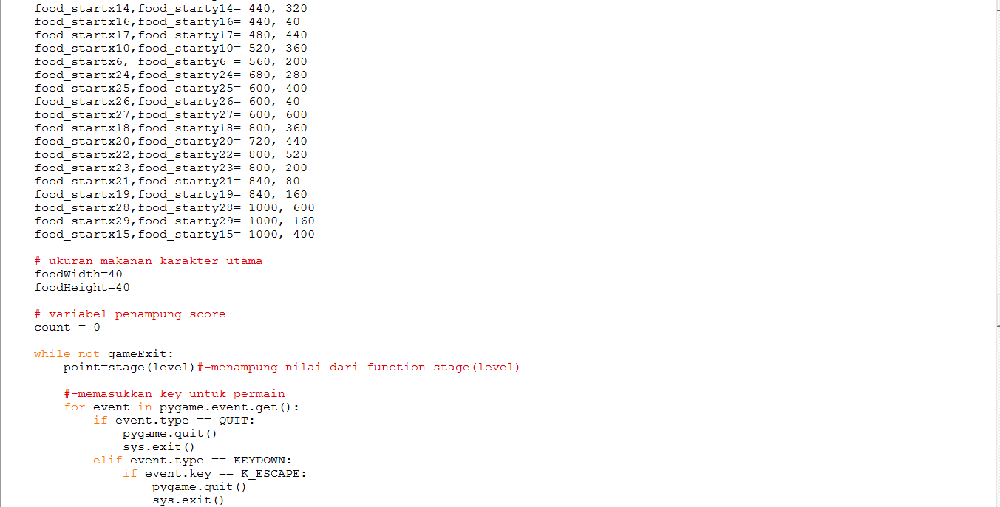 food_startx14,food_starty14= 440, 320
food_startx16,food_starty16= 440, 40
food_startx17,food_starty17= 480, 440
food_startx10,food_starty10= 520, 360
food_startx6, food_starty6 = 560, 200
food_startx24,food_starty24= 680, 280
food_startx25,food_starty25= 600, 400
food_startx26,food_starty26= 600, 40
food_startx27,food_starty27= 600, 600
food_startx18,food_starty18= 800, 360
food_startx20,food_starty20= 720, 440
food_startx22,food_starty22= 800, 520
food_startx23,food_starty23= 800, 200
food_startx21,food_starty21= 840, 80
food_startx19,food_starty19= 840, 160
food_startx28,food_starty28= 1000, 600
food_startx29,food_starty29= 1000, 160
food_startx15,food_starty15= 1000, 400
#-ukuran makanan karakter utama
foodWidth=40
foodHeight=40
#-variabel penampung score
count = 0
while not gameExit:
    point=stage(level)#-menampung nilai dari function stage(level)
    #-memasukkan key untuk permain
    for event in pygame.event.get():
        if event.type == QUIT:
            pygame.quit()
            sys.exit()
        elif event.type == KEYDOWN:
            if event.key == K_ESCAPE:
                pygame.quit()
                sys.exit()